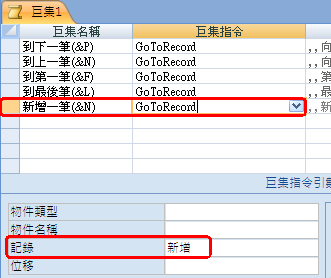 巨集1
巨集名稱 巨集指令
到下一筆(&P) GoToRecord ,,向
到上一筆(&N) GoToRecord ,,向
到第一筆(&F) GoToRecord ,,第
到最後筆(&L) GoToRecord ,,最
新增一筆(&N) GoToRecord ,,新
巨集指令引數
物件類型
物件名稱
記錄 新增
位移